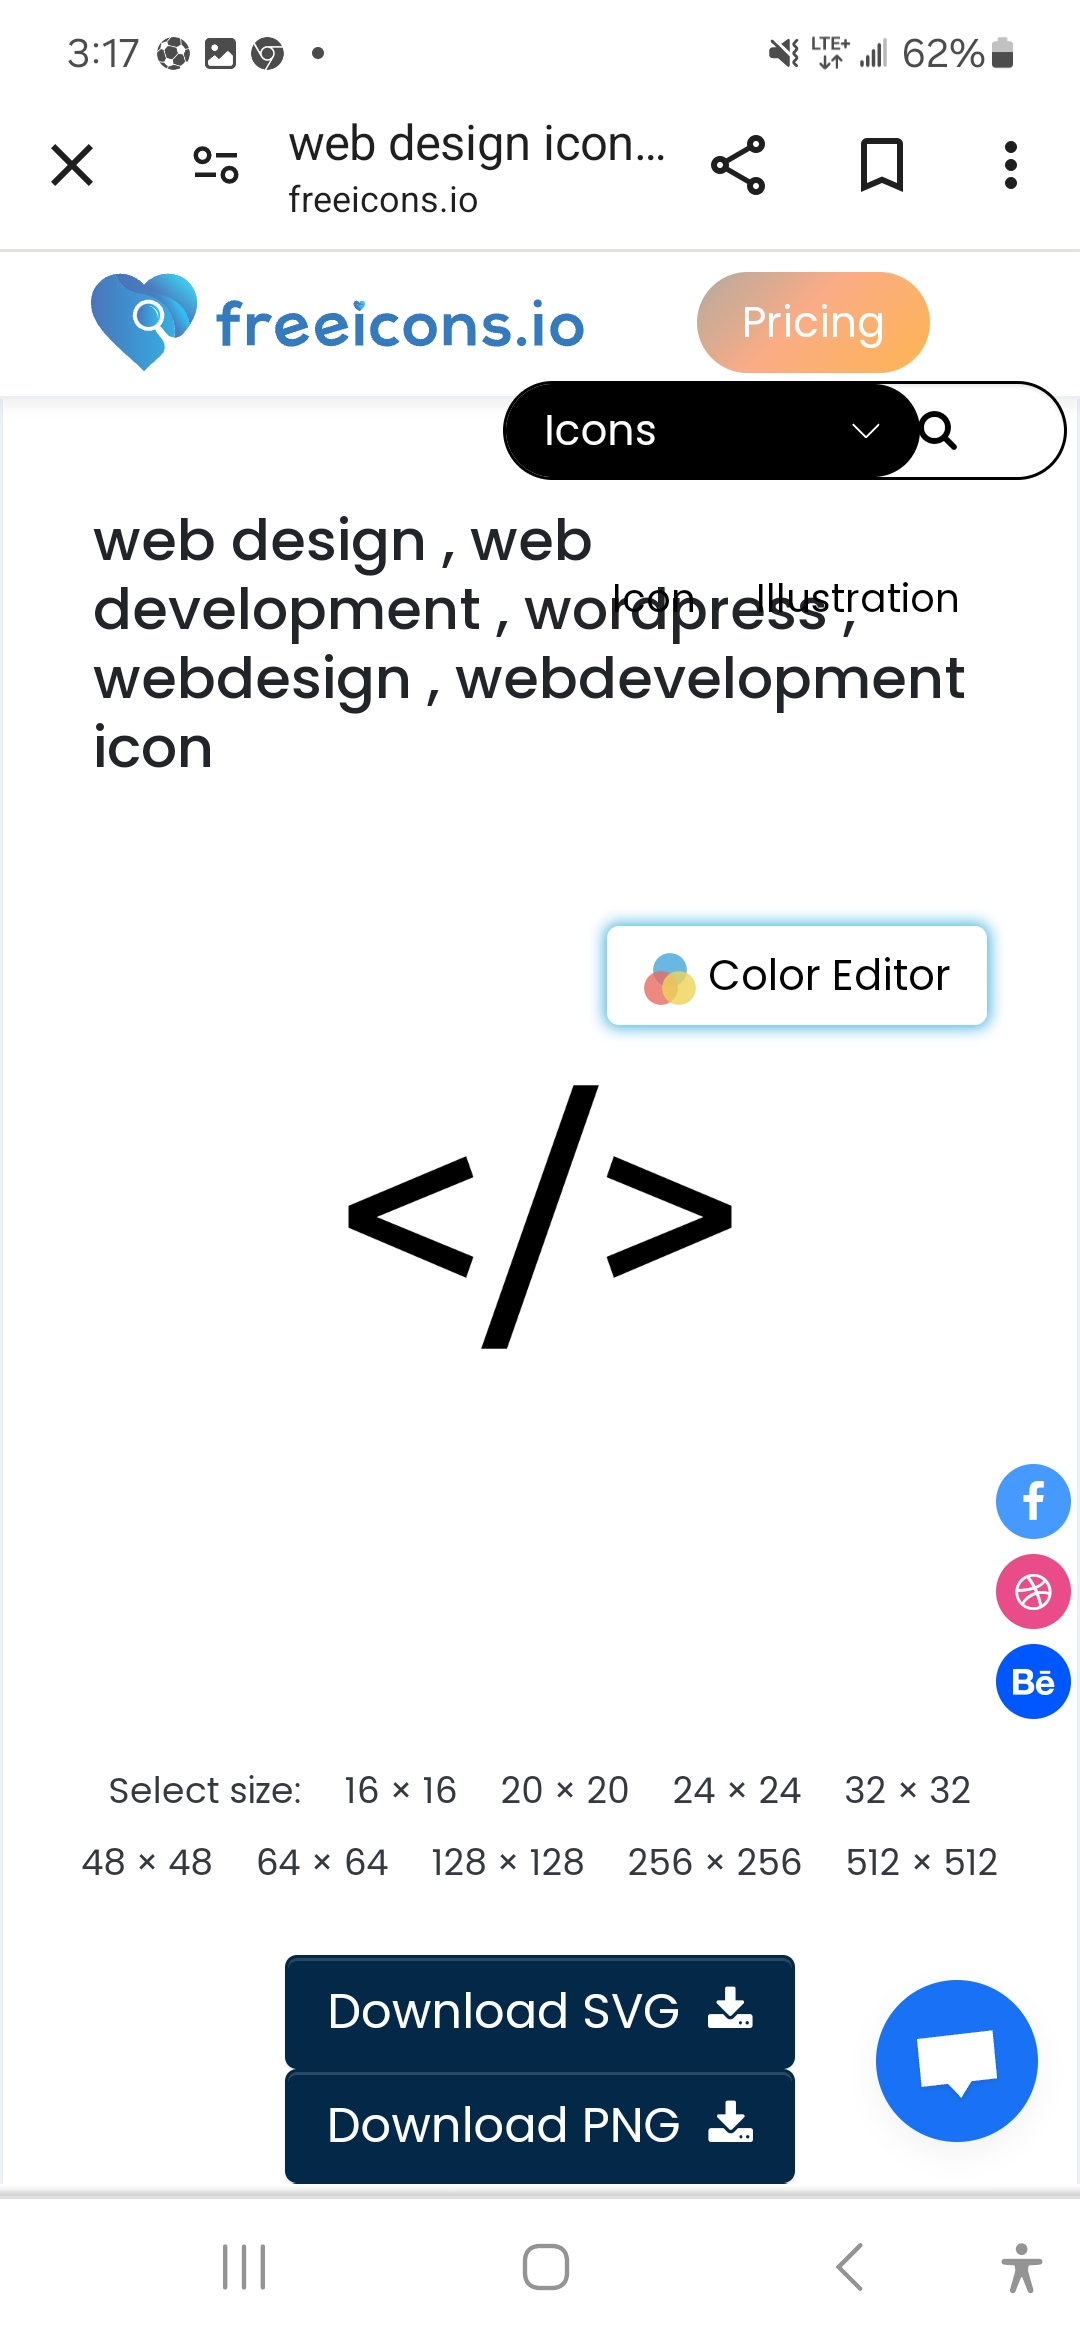 3:17
LTE+
62%
web design icon...
freeicons.io
freeicons.io
Pricing
Icons
web design , web
development , wordpress ,
Icon Illustration
webdesign , webdevelopment
icon
Color Editor
</>
f
Bē
Select size: 16 × 16 20 × 20 24 × 24 32 × 32
48 × 48 64 × 64 128 × 128 256 × 256 512 × 512
Download SVG
Download PNG